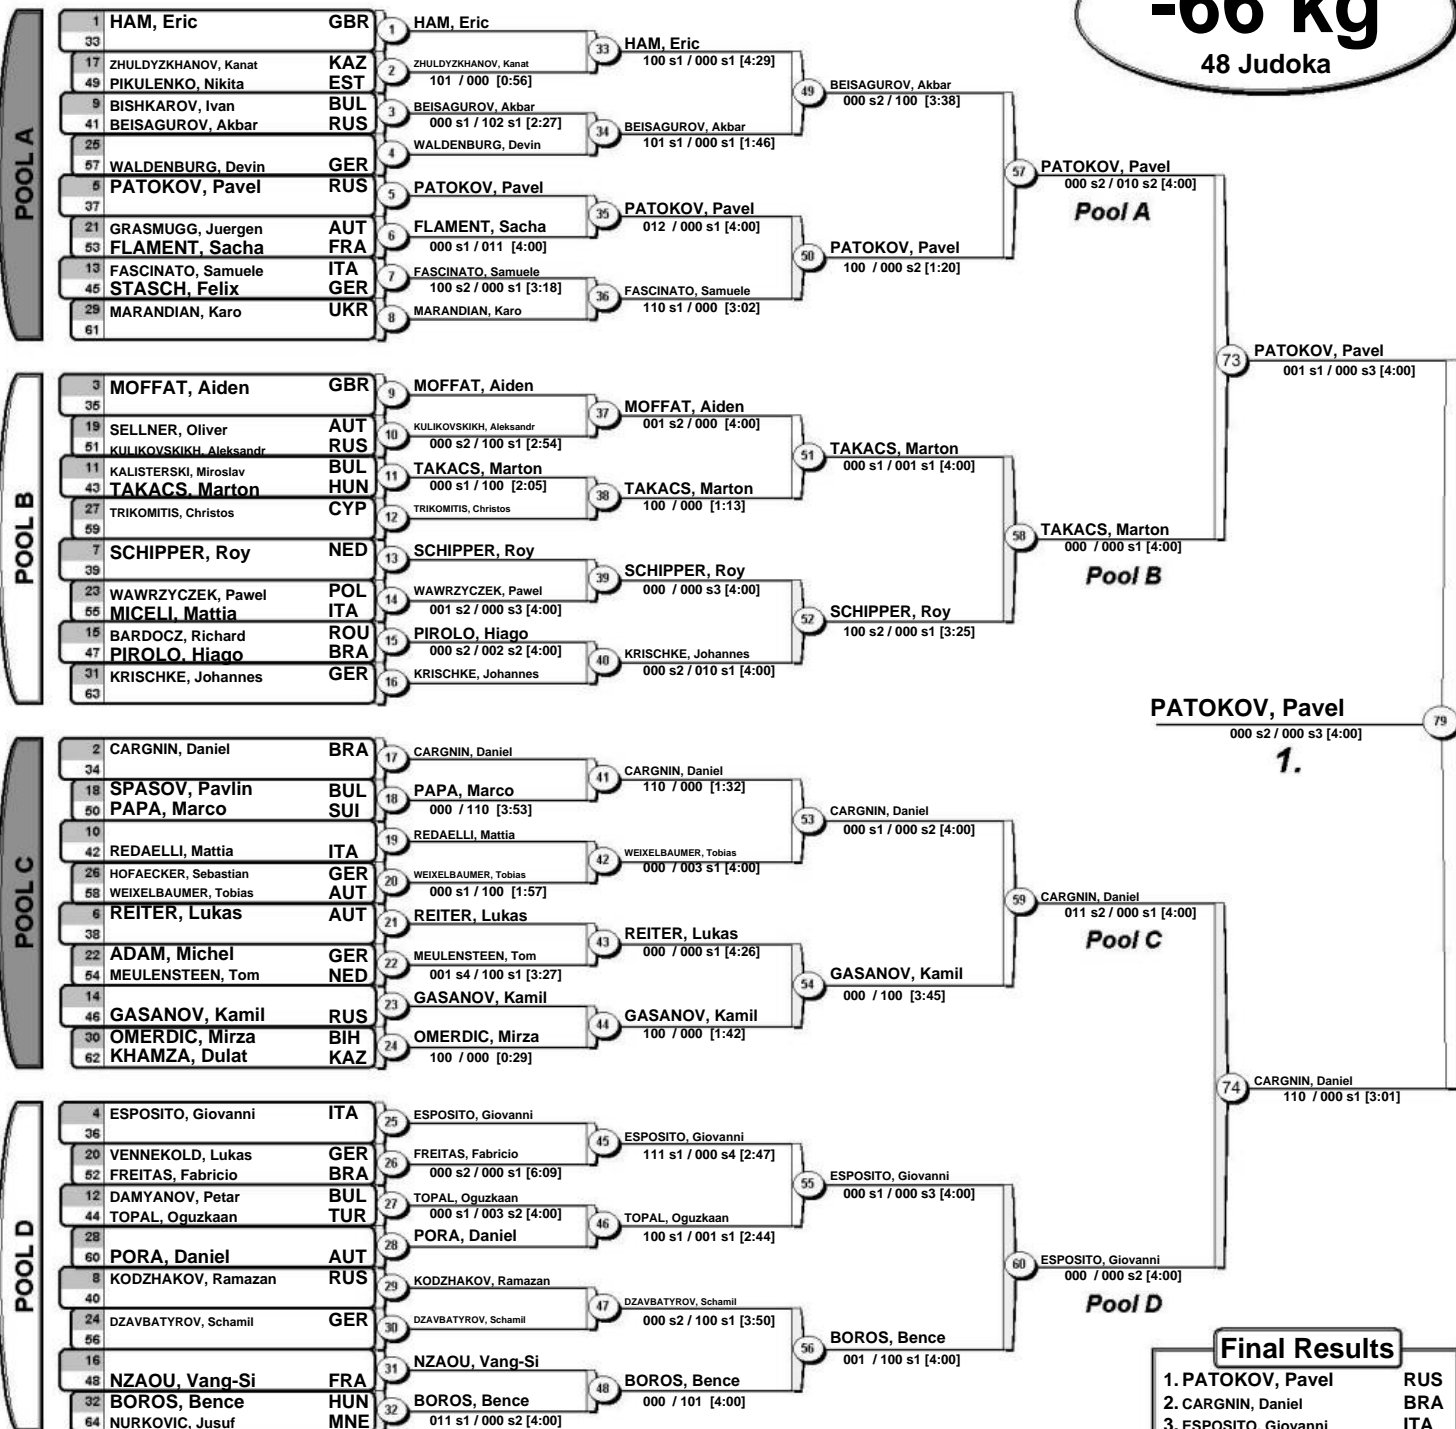 -66 kg
48 Judoka
POOL A
1 HAM, Eric GBR
33
17 ZHULDYZKHANOV, Kanat KAZ
49 PIKULENKO, Nikita EST
9 BISHKAROV, Ivan BUL
41 BEISAGUROV, Akbar RUS
25
57 WALDENBURG, Devin GER
5 PATOKOV, Pavel RUS
37
21 GRASMUGG, Juergen AUT
53 FLAMENT, Sacha FRA
13 FASCINATO, Samuele ITA
45 STASCH, Felix GER
29 MARANDIAN, Karo UKR
61
1 HAM, Eric
2 ZHULDYZKHANOV, Kanat
101 / 000 [0:56]
3 BEISAGUROV, Akbar
000 s1 / 102 s1 [2:27]
4 WALDENBURG, Devin
5 PATOKOV, Pavel
6 FLAMENT, Sacha
000 s1 / 011 [4:00]
7 FASCINATO, Samuele
100 s2 / 000 s1 [3:18]
8 MARANDIAN, Karo
33 HAM, Eric
100 s1 / 000 s1 [4:29]
34 BEISAGUROV, Akbar
101 s1 / 000 s1 [1:46]
35 PATOKOV, Pavel
012 / 000 s1 [4:00]
36 FASCINATO, Samuele
110 s1 / 000 [3:02]
49 BEISAGUROV, Akbar
000 s2 / 100 [3:38]
50 PATOKOV, Pavel
100 / 000 s2 [1:20]
57 PATOKOV, Pavel
000 s2 / 010 s2 [4:00]
Pool A
POOL B
3 MOFFAT, Aiden GBR
35
19 SELLNER, Oliver AUT
51 KULIKOVSKIKH, Aleksandr RUS
11 KALISTERSKI, Miroslav BUL
43 TAKACS, Marton HUN
27 TRIKOMITIS, Christos CYP
59
7 SCHIPPER, Roy NED
39
23 WAWRZYCZEK, Pawel POL
55 MICELI, Mattia ITA
15 BARDOCZ, Richard ROU
47 PIROLO, Hiago BRA
31 KRISCHKE, Johannes GER
63
9 MOFFAT, Aiden
10 KULIKOVSKIKH, Aleksandr
000 s2 / 100 s1 [2:54]
11 TAKACS, Marton
000 s1 / 100 [2:05]
12 TRIKOMITIS, Christos
13 SCHIPPER, Roy
14 WAWRZYCZEK, Pawel
001 s2 / 000 s3 [4:00]
15 PIROLO, Hiago
000 s2 / 002 s2 [4:00]
16 KRISCHKE, Johannes
37 MOFFAT, Aiden
001 s2 / 000 [4:00]
38 TAKACS, Marton
100 / 000 [1:13]
39 SCHIPPER, Roy
000 / 000 s3 [4:00]
40 KRISCHKE, Johannes
000 s2 / 010 s1 [4:00]
51 TAKACS, Marton
000 s1 / 001 s1 [4:00]
52 SCHIPPER, Roy
100 s2 / 000 s1 [3:25]
58 TAKACS, Marton
000 / 000 s1 [4:00]
Pool B
73 PATOKOV, Pavel
001 s1 / 000 s3 [4:00]
PATOKOV, Pavel 79
000 s2 / 000 s3 [4:00]
1.
POOL C
2 CARGNIN, Daniel BRA
34
18 SPASOV, Pavlin BUL
50 PAPA, Marco SUI
10
42 REDAELLI, Mattia ITA
26 HOFAECKER, Sebastian GER
58 WEIXELBAUMER, Tobias AUT
6 REITER, Lukas AUT
38
22 ADAM, Michel GER
54 MEULENSTEEN, Tom NED
14
46 GASANOV, Kamil RUS
30 OMERDIC, Mirza BIH
62 KHAMZA, Dulat KAZ
17 CARGNIN, Daniel
18 PAPA, Marco
000 / 110 [3:53]
19 REDAELLI, Mattia
20 WEIXELBAUMER, Tobias
000 s1 / 100 [1:57]
21 REITER, Lukas
22 MEULENSTEEN, Tom
001 s4 / 100 s1 [3:27]
23 GASANOV, Kamil
24 OMERDIC, Mirza
100 / 000 [0:29]
41 CARGNIN, Daniel
110 / 000 [1:32]
42 WEIXELBAUMER, Tobias
000 / 003 s1 [4:00]
43 REITER, Lukas
000 / 000 s1 [4:26]
44 GASANOV, Kamil
100 / 000 [1:42]
53 CARGNIN, Daniel
000 s1 / 000 s2 [4:00]
54 GASANOV, Kamil
000 / 100 [3:45]
59 CARGNIN, Daniel
011 s2 / 000 s1 [4:00]
Pool C
POOL D
4 ESPOSITO, Giovanni ITA
36
20 VENNEKOLD, Lukas GER
52 FREITAS, Fabricio BRA
12 DAMYANOV, Petar BUL
44 TOPAL, Oguzkaan TUR
28
60 PORA, Daniel AUT
8 KODZHAKOV, Ramazan RUS
40
24 DZAVBATYROV, Schamil GER
56
16
48 NZAOU, Vang-Si FRA
32 BOROS, Bence HUN
64 NURKOVIC, Jusuf MNE
25 ESPOSITO, Giovanni
26 FREITAS, Fabricio
000 s2 / 000 s1 [6:09]
27 TOPAL, Oguzkaan
000 s1 / 003 s2 [4:00]
28 PORA, Daniel
29 KODZHAKOV, Ramazan
30 DZAVBATYROV, Schamil
31 NZAOU, Vang-Si
32 BOROS, Bence
011 s1 / 000 s2 [4:00]
45 ESPOSITO, Giovanni
111 s1 / 000 s4 [2:47]
46 TOPAL, Oguzkaan
100 s1 / 001 s1 [2:44]
47 DZAVBATYROV, Schamil
000 s2 / 100 s1 [3:50]
48 BOROS, Bence
000 / 101 [4:00]
55 ESPOSITO, Giovanni
000 s1 / 000 s3 [4:00]
56 BOROS, Bence
001 / 100 s1 [4:00]
60 ESPOSITO, Giovanni
000 / 000 s2 [4:00]
Pool D
74 CARGNIN, Daniel
110 / 000 s1 [3:01]
Final Results
1. PATOKOV, Pavel RUS
2. CARGNIN, Daniel BRA
3. ESPOSITO, Giovanni ITA